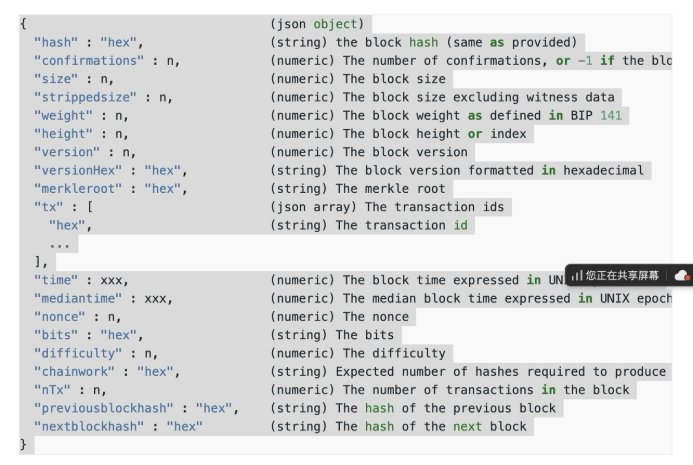 {                                 (json object)
  "hash" : "hex",                 (string) the block hash (same as provided)
  "confirmations" : n,            (numeric) The number of confirmations, or -1 if the
  "size" : n,                     (numeric) The block size
  "strippedsize" : n,             (numeric) The block size excluding witness data
  "weight" : n,                   (numeric) The block weight as defined in BIP 141
  "height" : n,                   (numeric) The block height or index
  "version" : n,                  (numeric) The block version
  "versionHex" : "hex",           (string) The block version formatted in hexadecimal
  "merkleroot" : "hex",           (string) The merkle root
  "tx" : [                        (json array) The transaction ids
    "hex",                        (string) The transaction id
    ...
  ],
  "time" : xxx,                   (numeric) The block time expressed in
您正在共享屏幕
  "mediantime" : xxx,             (numeric) The median block time expressed in UNIX epoch
  "nonce" : n,                    (numeric) The nonce
  "bits" : "hex",                 (string) The bits
  "difficulty" : n,               (numeric) The difficulty
  "chainwork" : "hex",            (string) Expected number of hashes required to produce
  "nTx" : n,                      (numeric) The number of transactions in the block
  "previousblockhash" : "hex",    (string) The hash of the previous block
  "nextblockhash" : "hex"         (string) The hash of the next block
}